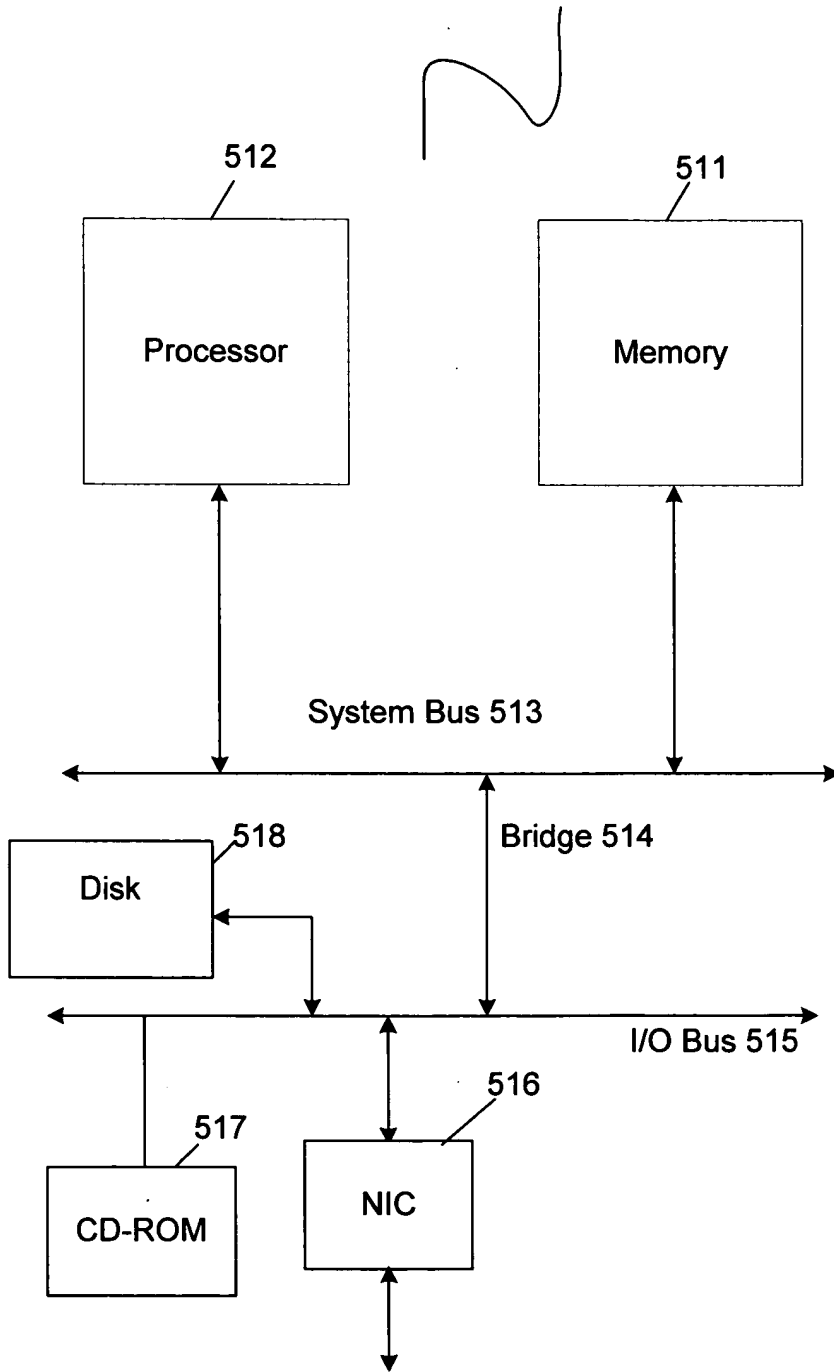 512
511
Processor
Memory
System Bus 513
518
Bridge 514
Disk
I/O Bus 515
516
517
NIC
CD-ROM